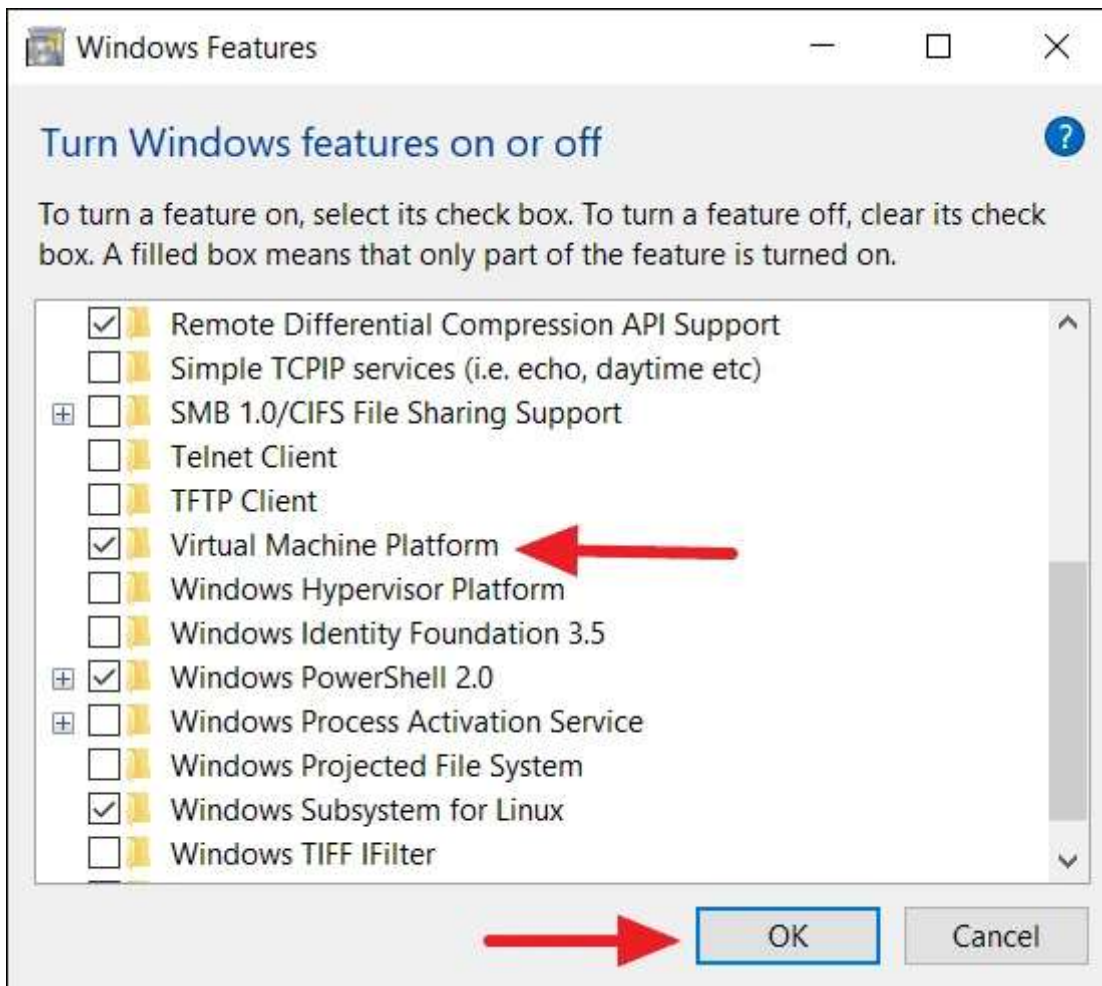 Windows Features
Turn Windows features on or off
?
To turn a feature on, select its check box. To turn a feature off, clear its check
box. A filled box means that only part of the feature is turned on.
Remote Differential Compression API Support
Simple TCPIP services (i.e. echo, daytime etc)
SMB 1.0/CIFS File Sharing Support
Telnet Client
TFTP Client
Virtual Machine Platform
Windows Hypervisor Platform
Windows Identity Foundation 3.5
Windows PowerShell 2.0
Windows Process Activation Service
Windows Projected File System
Windows Subsystem for Linux
Windows TIFF IFilter
OK
Cancel